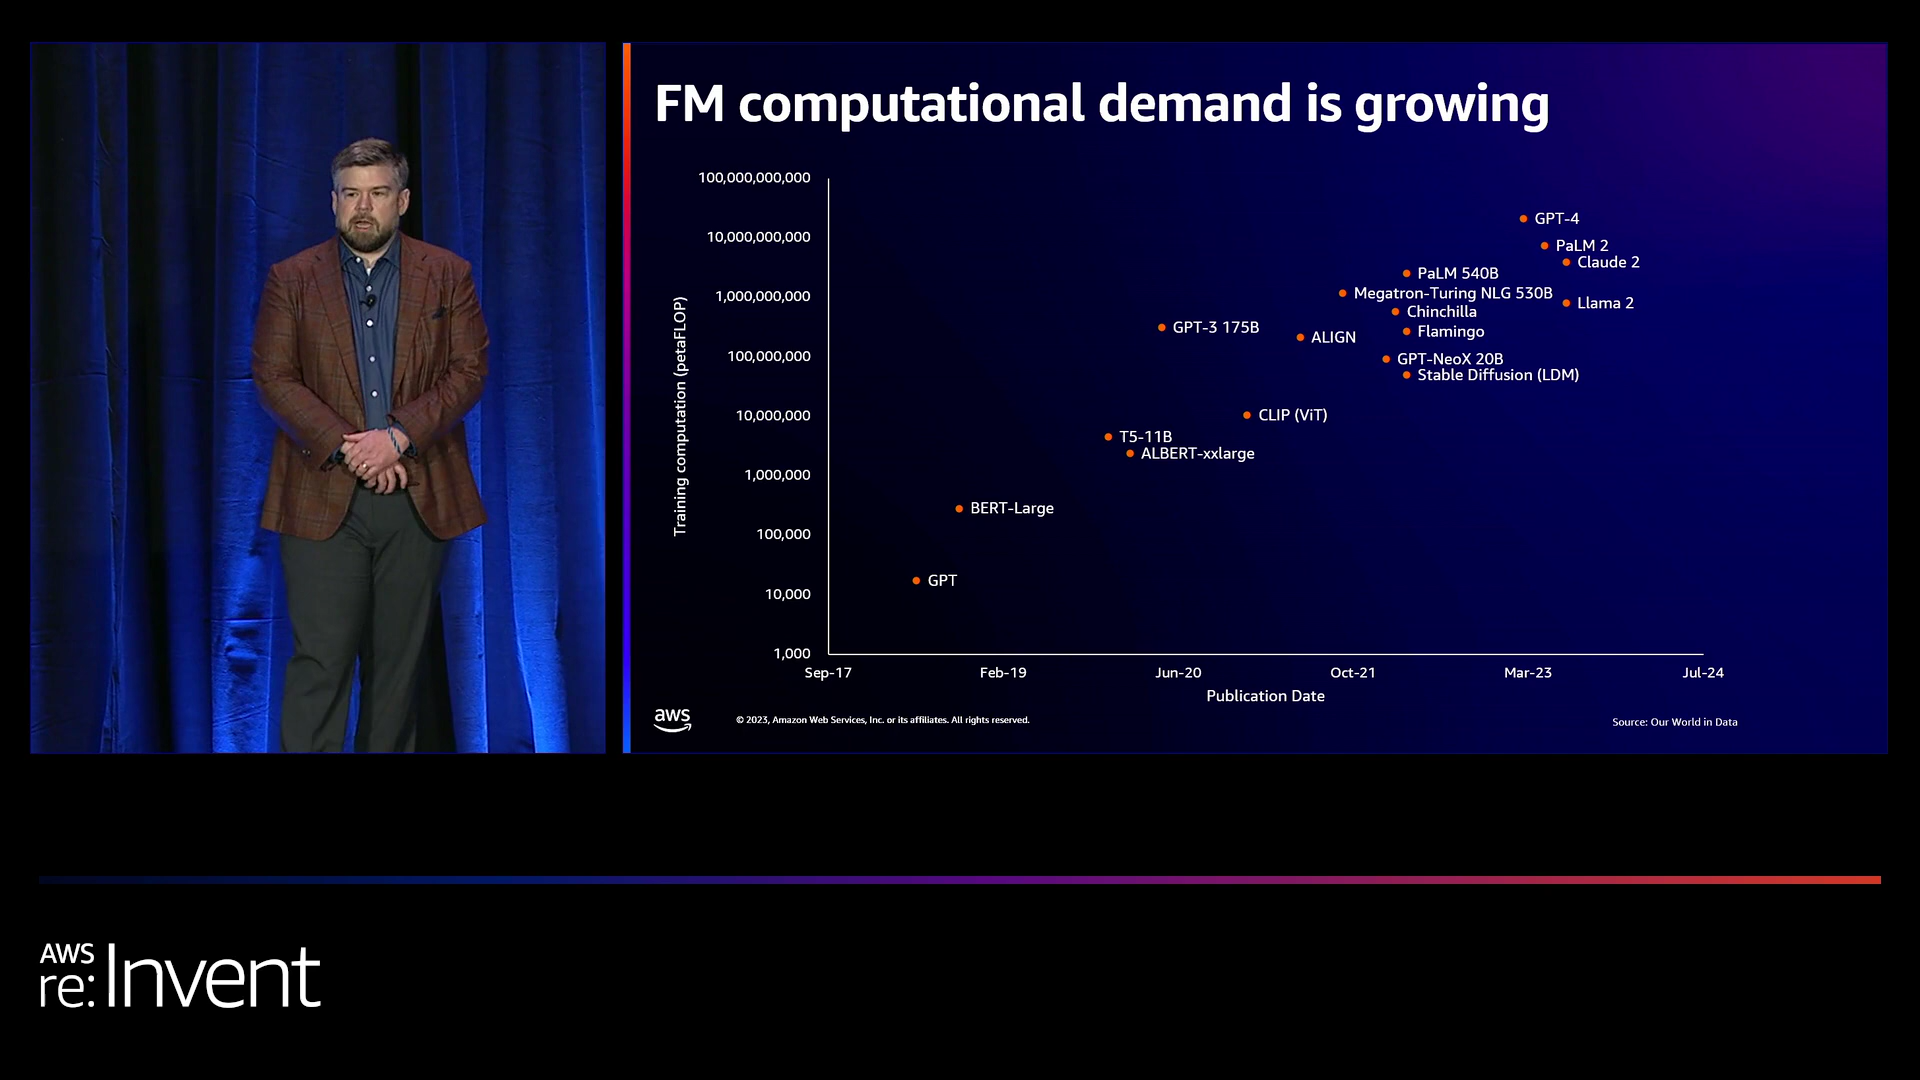 FM computational demand is growing
Training computation (petaFLOP)
100,000,000,000
10,000,000,000
1,000,000,000
100,000,000
10,000,000
1,000,000
100,000
10,000
1,000
GPT-4
PaLM 2
Claude 2
PaLM 540B
Megatron-Turing NLG 530B
Llama 2
Chinchilla
GPT-3 175B
Flamingo
ALIGN
GPT-NeoX 20B
Stable Diffusion (LDM)
CLIP (ViT)
T5-11B
ALBERT-xxlarge
BERT-Large
GPT
Sep-17 Feb-19 Jun-20 Oct-21 Mar-23 Jul-24
Publication Date
aws
© 2023, Amazon Web Services, Inc. or its affiliates. All rights reserved.
Source: Our World in Data
AWS
re:Invent